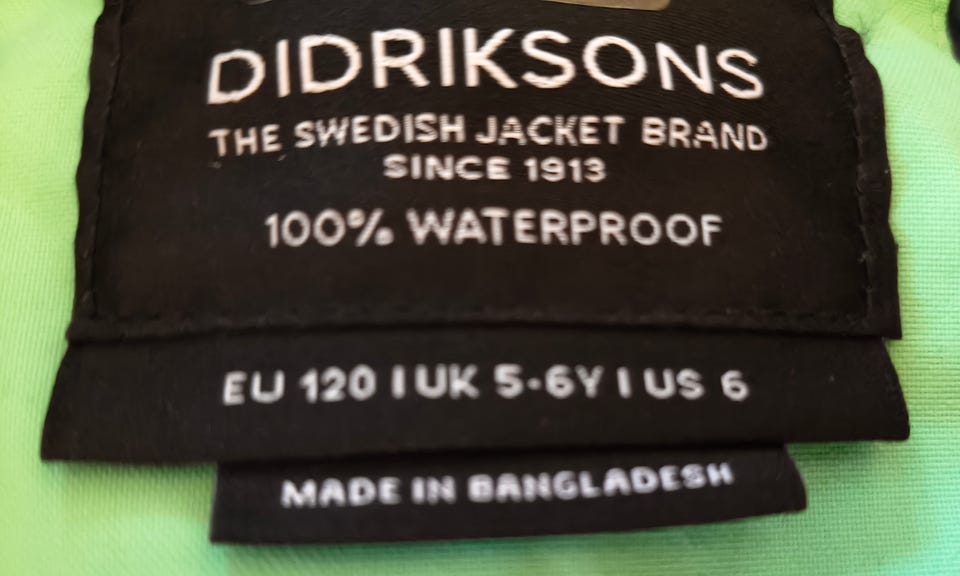 DIDRIKSONS
THE SWEDISH JACKET BRAND
SINCE 1913
100% WATERPROOF
EU 120 I UK 5-6Y I US 6
MADE IN BANGLADESH